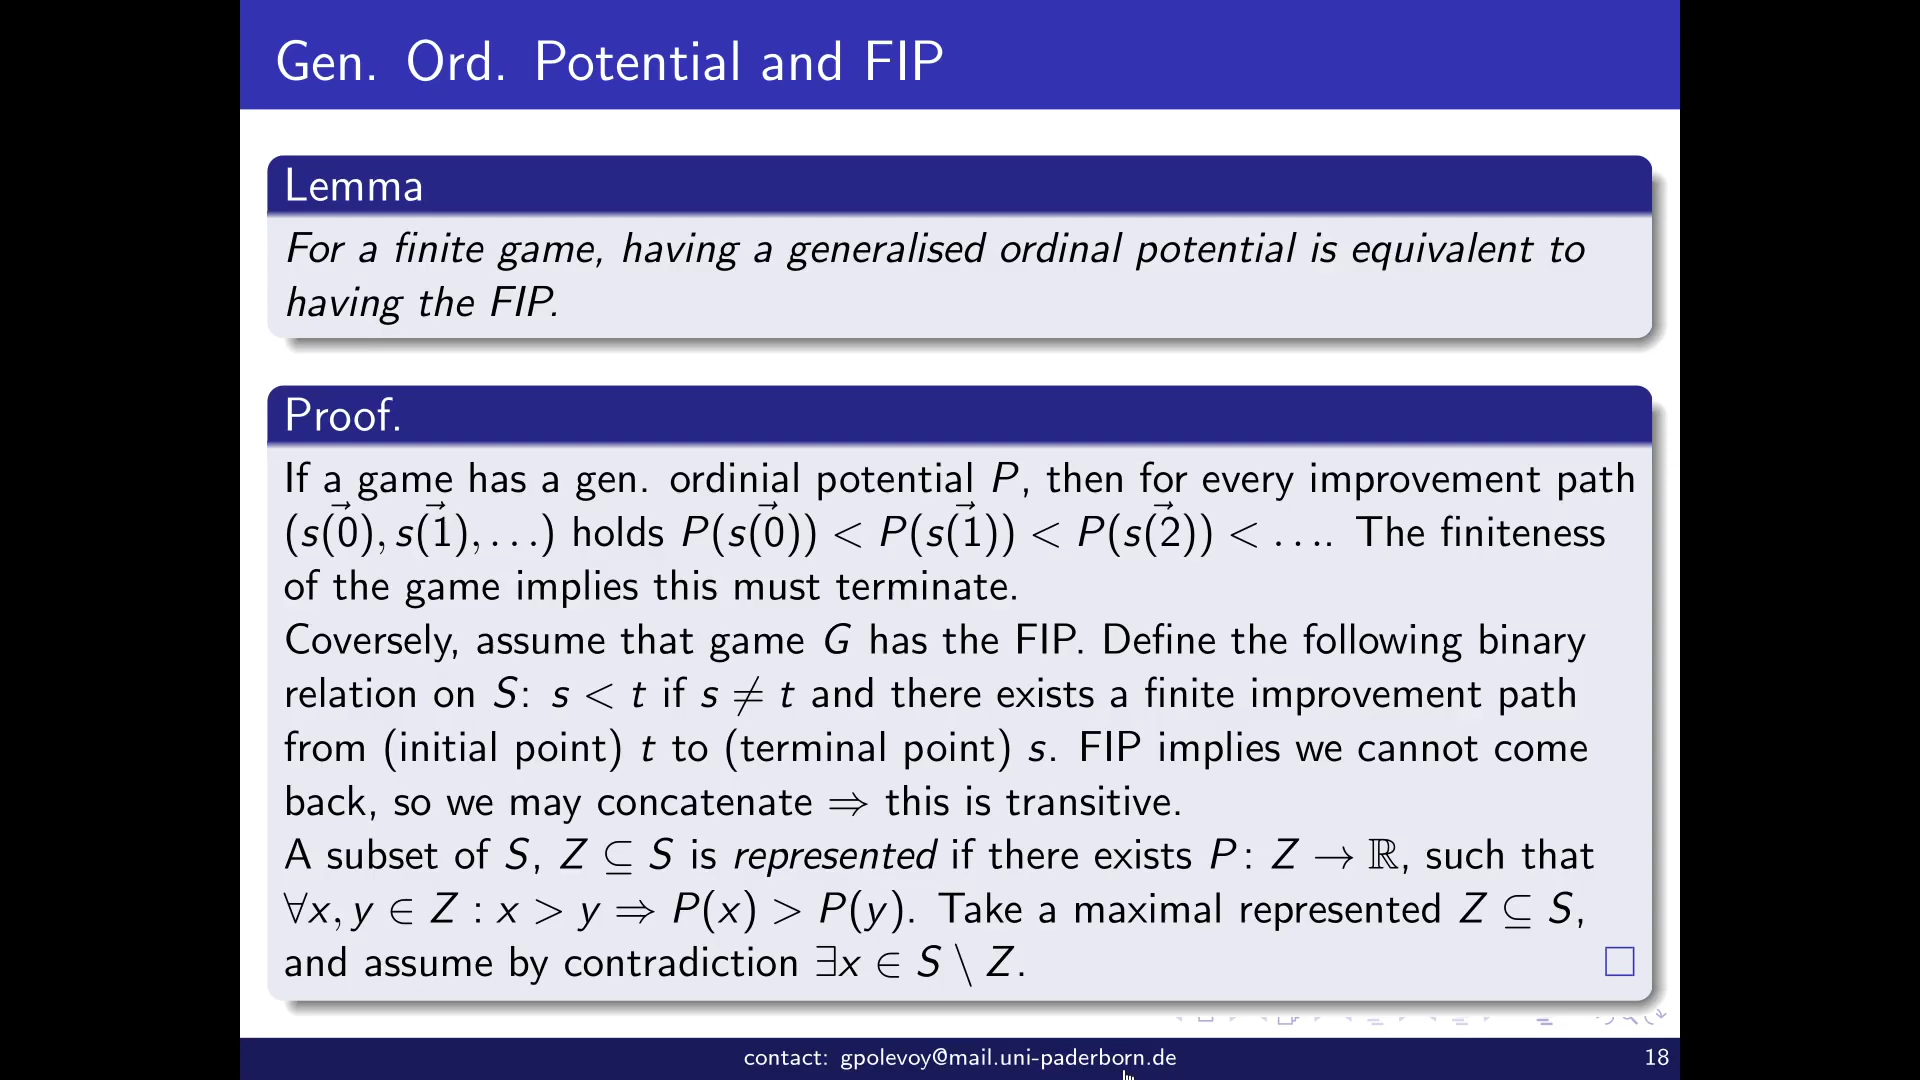 Gen. Ord. Potential and FIP
Lemma
For a finite game, having a generalised ordinal potential is equivalent to
having the FIP.
Proof.
If a game has a gen. ordinial potential P, then for every improvement path
(s(⃗0), s(⃗1), . . .) holds P(s(⃗0)) < P(s(⃗1)) < P(s(⃗2)) < . . .. The finiteness
of the game implies this must terminate.
Coversely, assume that game G has the FIP. Define the following binary
relation on S: s < t if s ≠ t and there exists a finite improvement path
from (initial point) t to (terminal point) s. FIP implies we cannot come
back, so we may concatenate ⇒ this is transitive.
A subset of S, Z ⊆ S is represented if there exists P: Z → ℝ, such that
∀x, y ∈ Z : x > y ⇒ P(x) > P(y). Take a maximal represented Z ⊆ S,
and assume by contradiction ∃x ∈ S \ Z.
contact: gpolevoy@mail.uni-paderborn.de
18